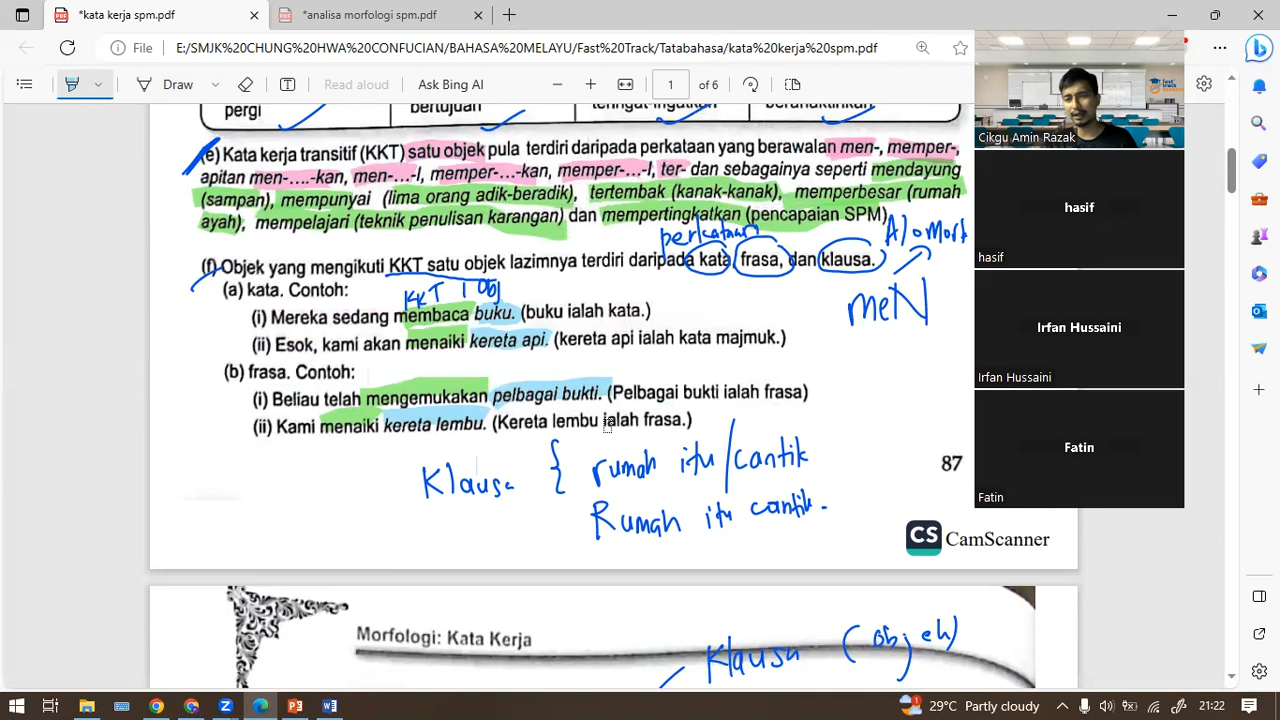 *kata kerja spm.pdf
*analisa morfologi spm.pdf
File
E:/SMJK%20CHUNG%20HWA%20CONFUCIAN/BAHASA%20MELAYU/Fast%20Track/Tatabahasa/kata%20kerja%20spm.pdf
Draw
Read aloud
Ask Bing AI
1
of 6
pergi
bertujuan
teringat-ingatkan
beranakţinkan
(e) Kata kerja transitif (KKT) satu objek pula terdiri daripada perkataan yang berawalan men-, memper-,
apitan men-....-kan, men-...-I, memper-...-kan, memper-...-I, ter- dan sebagainya seperti mendayung
(sampan), mempunyai (lima orang adik-beradik), tertembak (kanak-kanak), memperbesar (rumah
ayah), mempelajari (teknik penulisan karangan) dan mempertingkatkan (pencapaian SPM)
perkataan
Alomorf
(f) Objek yang mengikuti KKT satu objek lazimnya terdiri daripada kata, frasa, dan klausa.
(a) kata. Contoh:
KKT 1 Obj
meN
(i) Mereka sedang membaca buku. (buku ialah kata.)
(ii) Esok, kami akan menaiki kereta api. (kereta api ialah kata majmuk.)
(b) frasa. Contoh:
(i) Beliau telah mengemukakan pelbagai bukti. (Pelbagai bukti ialah frasa)
(ii) Kami menaiki kereta lembu. (Kereta lembu ialah frasa.)
Klausa { rumah itu / cantik
Rumah itu cantik.
87
CS CamScanner
Morfologi: Kata Kerja
Klausa (objek)
Cikgu Amin Razak
hasif
hasif
Irfan Hussaini
Irfan Hussaini
Fatin
Fatin
29°C Partly cloudy
21:22